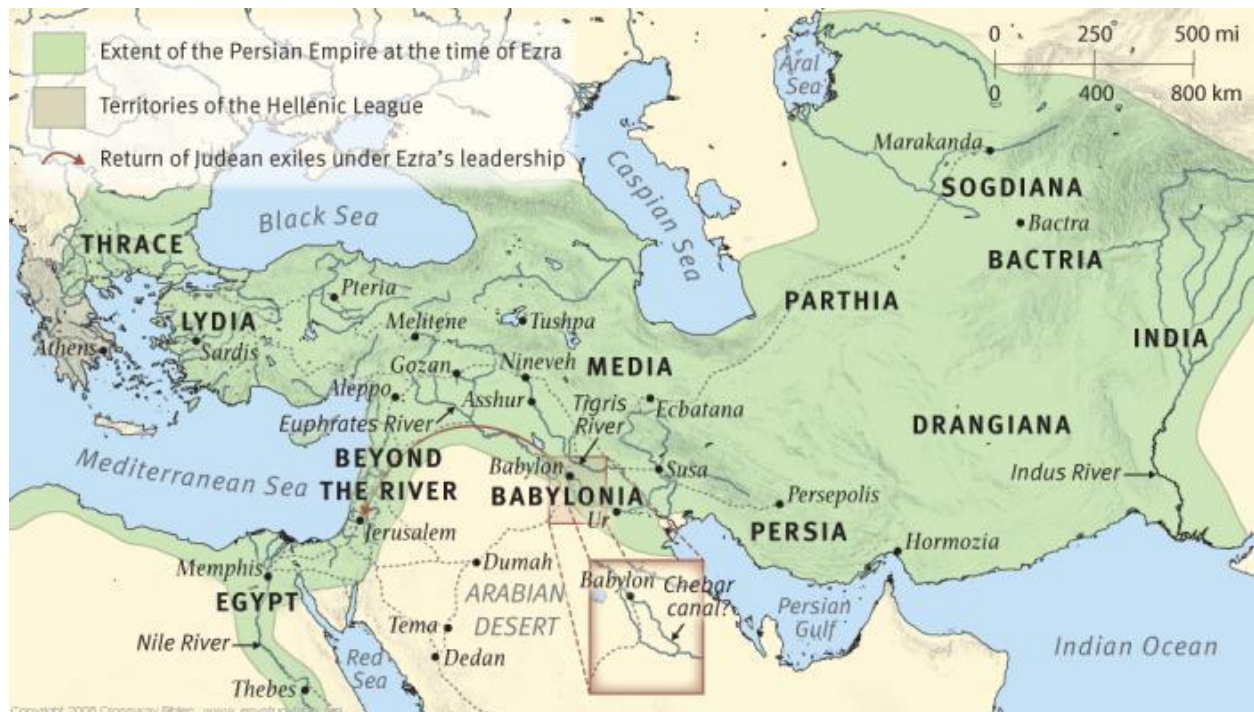 Extent of the Persian Empire at the time of Ezra
Territories of the Hellenic League
Return of Judean exiles under Ezra's leadership
0 250 500 mi
0 400 800 km
Aral
Sea
Marakanda
SOGDIANA
Caspian Sea
Black Sea
THRACE
Bactra
BACTRIA
Pteria
PARTHIA
LYDIA
Melitene
Tushpa
INDIA
Athens
Sardis
Gozan
Nineveh
MEDIA
Aleppo
Asshur
Tigris
River
Ecbatana
Euphrates River
DRANGIANA
Mediterranean Sea
BEYOND
THE RIVER
Babylon
BABYLONIA
Susa
Indus River
Ur
Persepolis
PERSIA
Jerusalem
Hormozia
Memphis
Dumah
EGYPT
ARABIAN
DESERT
Babylon
Chebar
canal?
Persian
Gulf
Nile River
Tema
Indian Ocean
Red
Sea
Dedan
Thebes